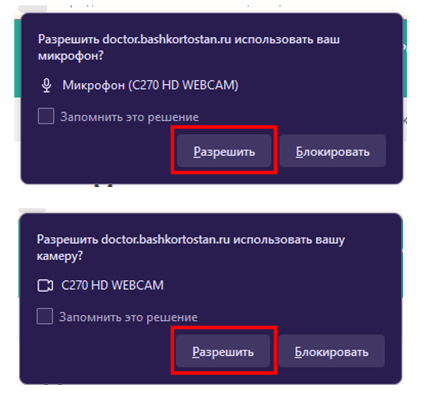 Разрешить doctor.bashkortostan.ru использовать ваш
микрофон?
Микрофон (C270 HD WEBCAM)
Запомнить это решение
Разрешить Блокировать
Разрешить doctor.bashkortostan.ru использовать вашу
камеру?
C270 HD WEBCAM
Запомнить это решение
Разрешить Блокировать